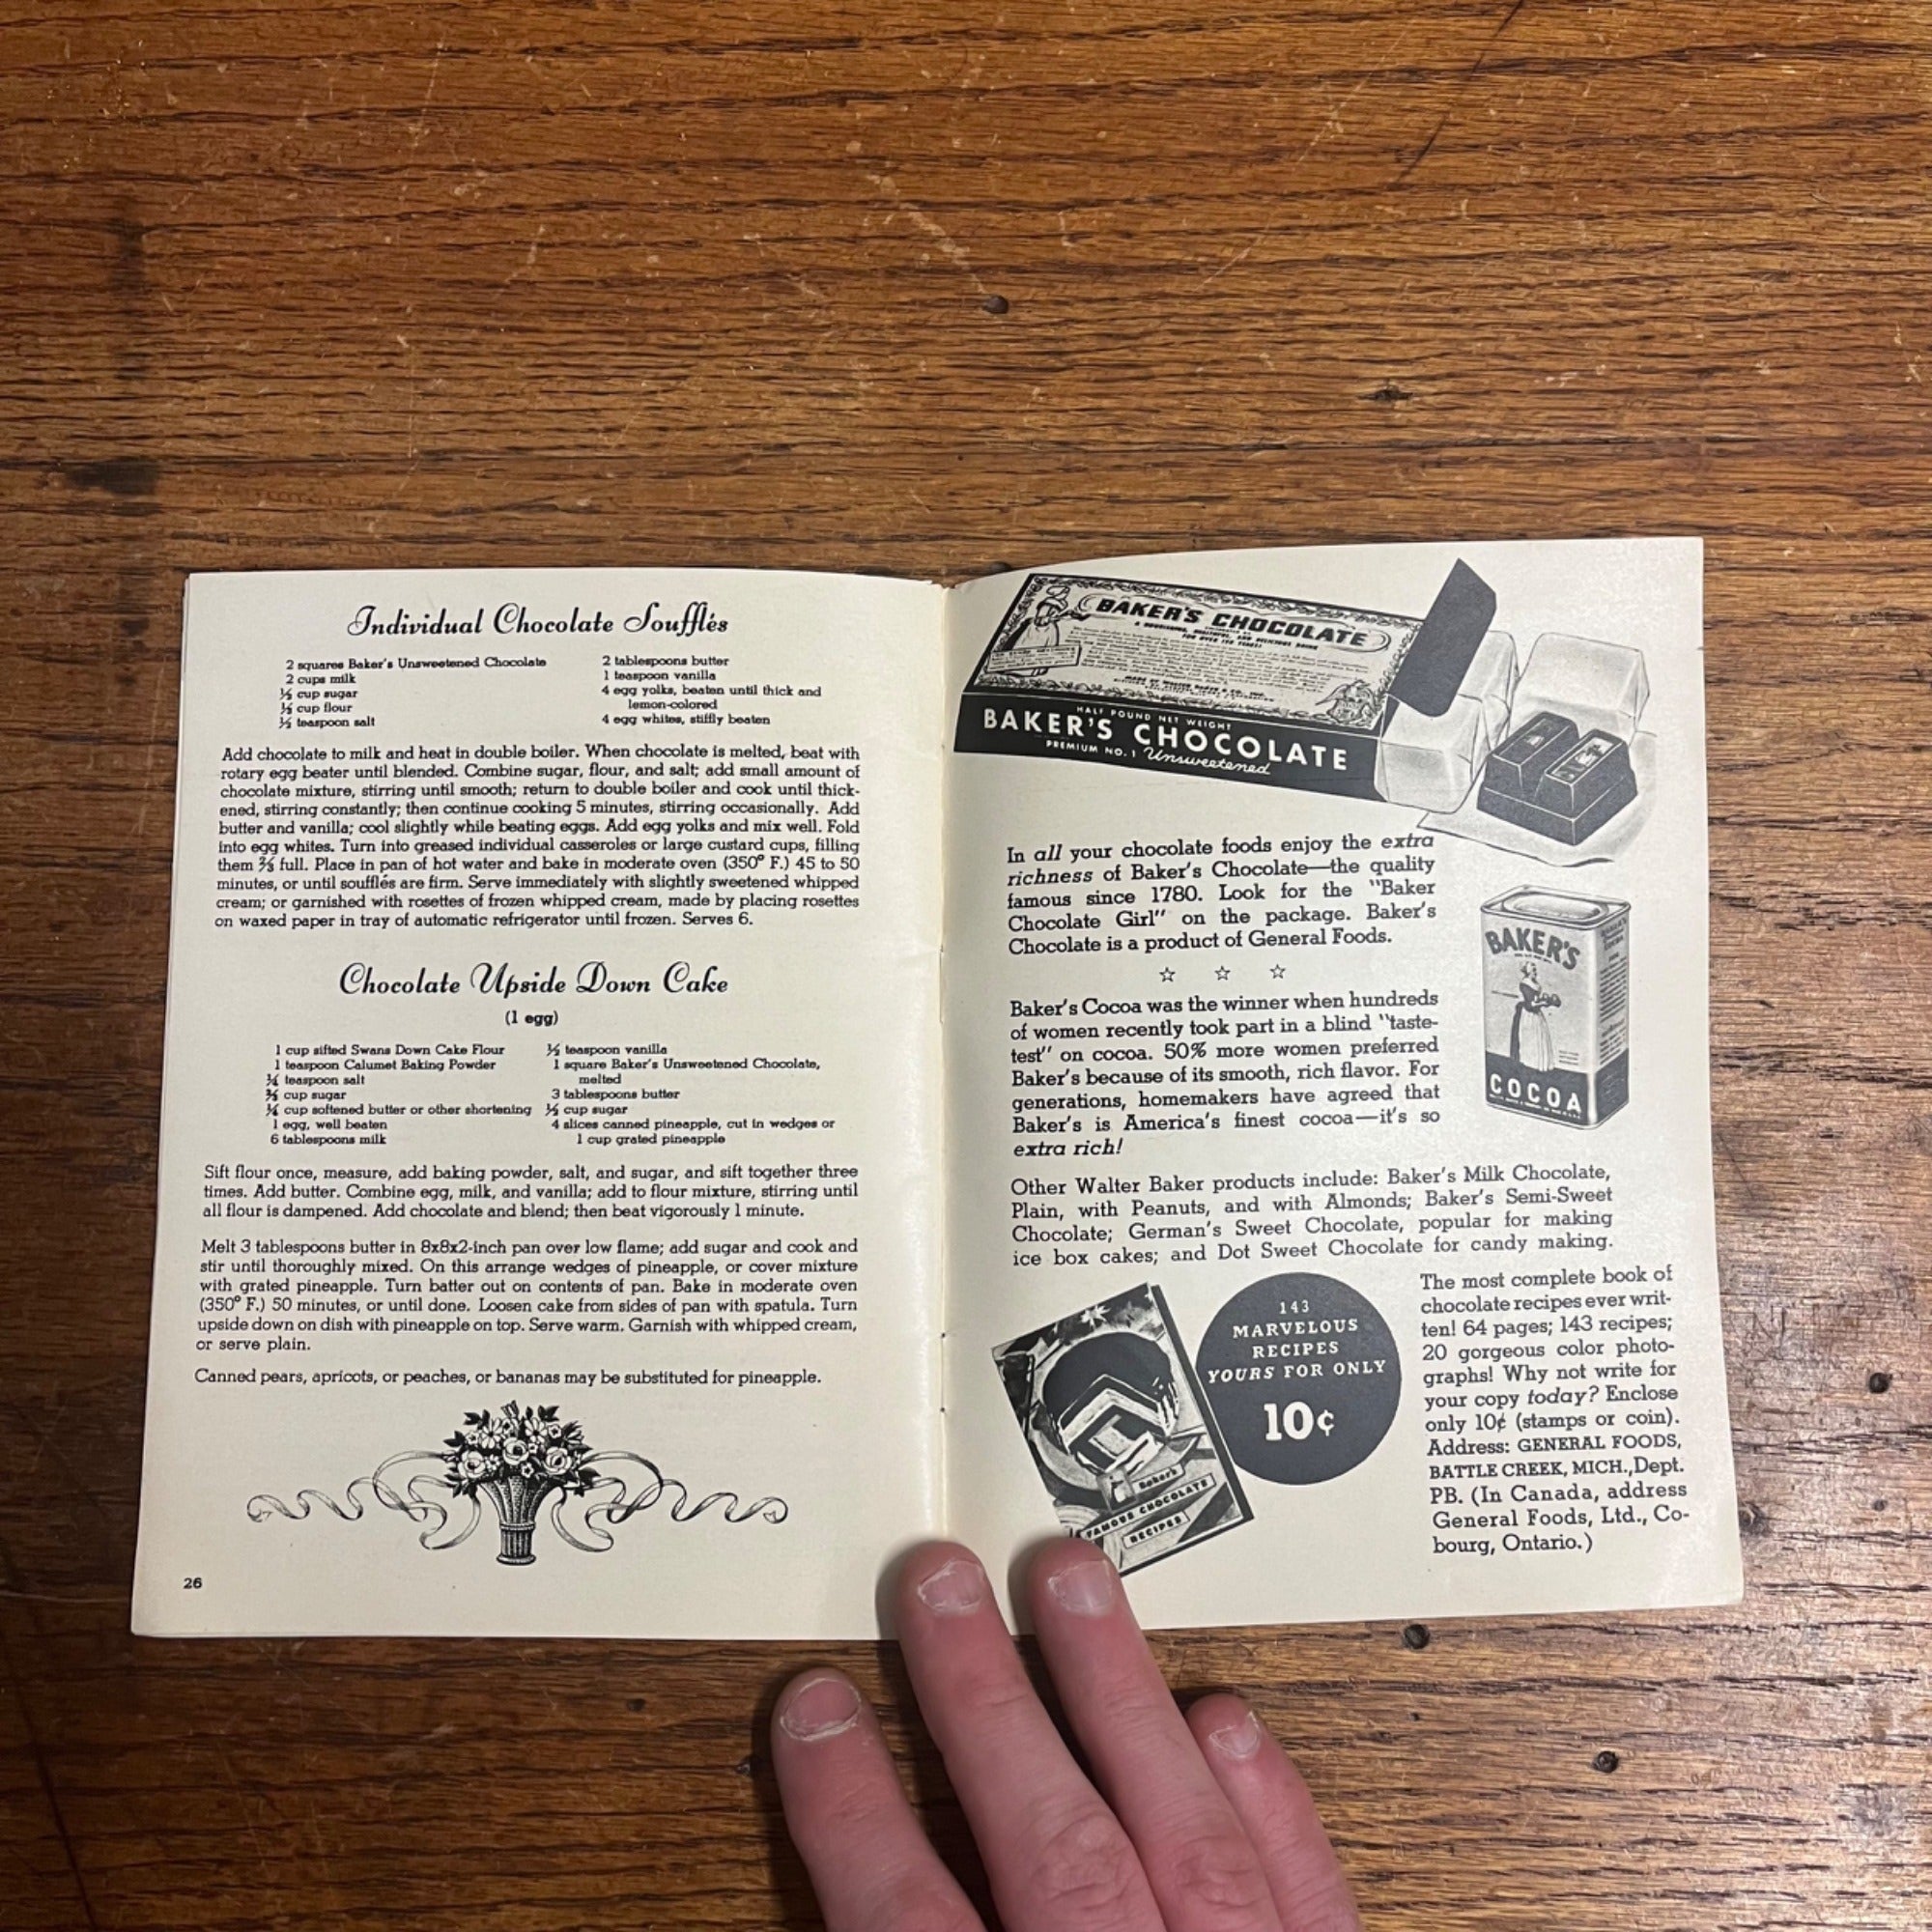 Individual Chocolate Soufflés
2 squares Baker's Unsweetened Chocolate
2 cups milk
cup sugar
cup flour
½ teaspoon salt
2 tablespoons butter
1 teaspoon vanilla
4 egg yolks, beaten until thick and
lemon-colored
4 egg whites, stiffly beaten
Add chocolate to milk and heat in double boiler. When chocolate is melted, beat with
rotary egg beater until blended. Combine sugar, flour, and salt; add small amount of
chocolate mixture, stirring until smooth; return to double boiler and cook until thick-
ened, stirring constantly; then continue cooking 5 minutes, stirring occasionally. Add
butter and vanilla; cool slightly while beating eggs. Add egg yolks and mix well. Fold
into egg whites. Turn into greased individual casseroles or large custard cups, filling
them ⅔ full. Place in pan of hot water and bake in moderate oven (350° F.) 45 to 50
minutes, or until soufflés are firm. Serve immediately with slightly sweetened whipped
cream; or garnished with rosettes of frozen whipped cream, made by placing rosettes
on waxed paper in tray of automatic refrigerator until frozen. Serves 6.
Chocolate Upside Down Cake
(1 egg)
1 cup sifted Swans Down Cake Flour
1 teaspoon Calumet Baking Powder
¼ teaspoon salt
cup sugar
¼ cup softened butter or other shortening
1 egg, well beaten
6 tablespoons milk
½ teaspoon vanilla
1 square Baker's Unsweetened Chocolate,
melted
3 tablespoons butter
cup sugar
4 slices canned pineapple, cut in wedges or
1 cup grated pineapple
Sift flour once, measure, add baking powder, salt, and sugar, and sift together three
times. Add butter. Combine egg, milk, and vanilla; add to flour mixture, stirring until
all flour is dampened. Add chocolate and blend; then beat vigorously 1 minute.
Melt 3 tablespoons butter in 8x8x2-inch pan over low flame; add sugar and cook and
stir until thoroughly mixed. On this arrange wedges of pineapple, or cover mixture
with grated pineapple. Turn batter out on contents of pan. Bake in moderate oven
(350° F.) 50 minutes, or until done. Loosen cake from sides of pan with spatula. Turn
upside down on dish with pineapple on top. Serve warm. Garnish with whipped cream,
or serve plain.
Canned pears, apricots, or peaches, or bananas may be substituted for pineapple.
26
BAKER'S CHOCOLATE
HALF POUND NET WEIGHT
BAKER'S CHOCOLATE
PREMIUM NO. 1 Unsweetened
In all your chocolate foods enjoy the extra
richness of Baker's Chocolate—the quality
famous since 1780. Look for the "Baker
Chocolate Girl" on the package. Baker's
Chocolate is a product of General Foods.
☆ ☆ ☆
BAKER'S
COCOA
Baker's Cocoa was the winner when hundreds
of women recently took part in a blind "taste-
test" on cocoa. 50% more women preferred
Baker's because of its smooth, rich flavor. For
generations, homemakers have agreed that
Baker's is America's finest cocoa—it's so
extra rich!
Other Walter Baker products include: Baker's Milk Chocolate,
Plain, with Peanuts, and with Almonds; Baker's Semi-Sweet
Chocolate; German's Sweet Chocolate, popular for making
ice box cakes; and Dot Sweet Chocolate for candy making.
Baker's
FAMOUS CHOCOLATE
RECIPES
143
MARVELOUS
RECIPES
YOURS FOR ONLY
10¢
The most complete book of
chocolate recipes ever writ-
ten! 64 pages; 143 recipes;
20 gorgeous color photo-
graphs! Why not write for
your copy today? Enclose
only 10¢ (stamps or coin).
Address: GENERAL FOODS,
BATTLE CREEK, MICH., Dept.
PB. (In Canada, address
General Foods, Ltd., Co-
bourg, Ontario.)